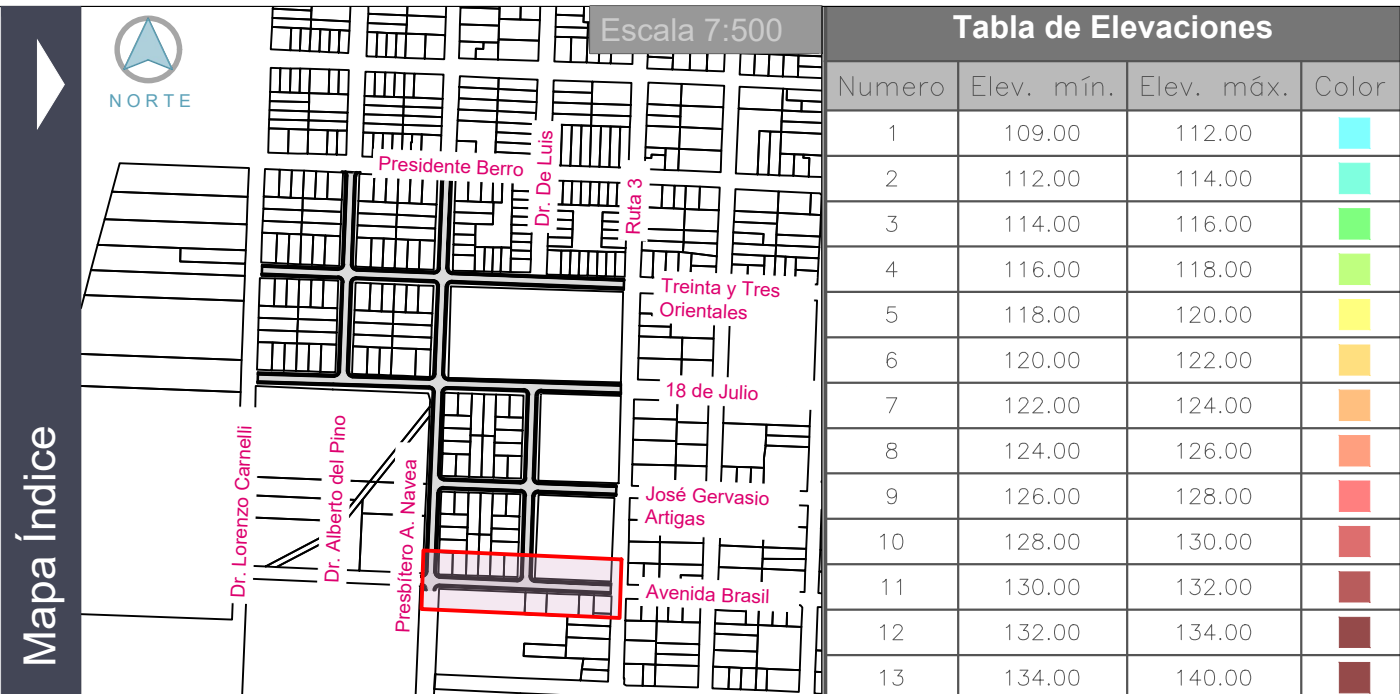 Mapa Índice
NORTE
Escala 7:500
Presidente Berro
Dr. De Luis
Ruta 3
Treinta y Tres
Orientales
18 de Julio
Dr. Lorenzo Carnelli
Dr. Alberto del Pino
Presbítero A. Navea
José Gervasio
Artigas
Avenida Brasil
Tabla de Elevaciones
Numero Elev. mín. Elev. máx. Color
1 109.00 112.00
2 112.00 114.00
3 114.00 116.00
4 116.00 118.00
5 118.00 120.00
6 120.00 122.00
7 122.00 124.00
8 124.00 126.00
9 126.00 128.00
10 128.00 130.00
11 130.00 132.00
12 132.00 134.00
13 134.00 140.00